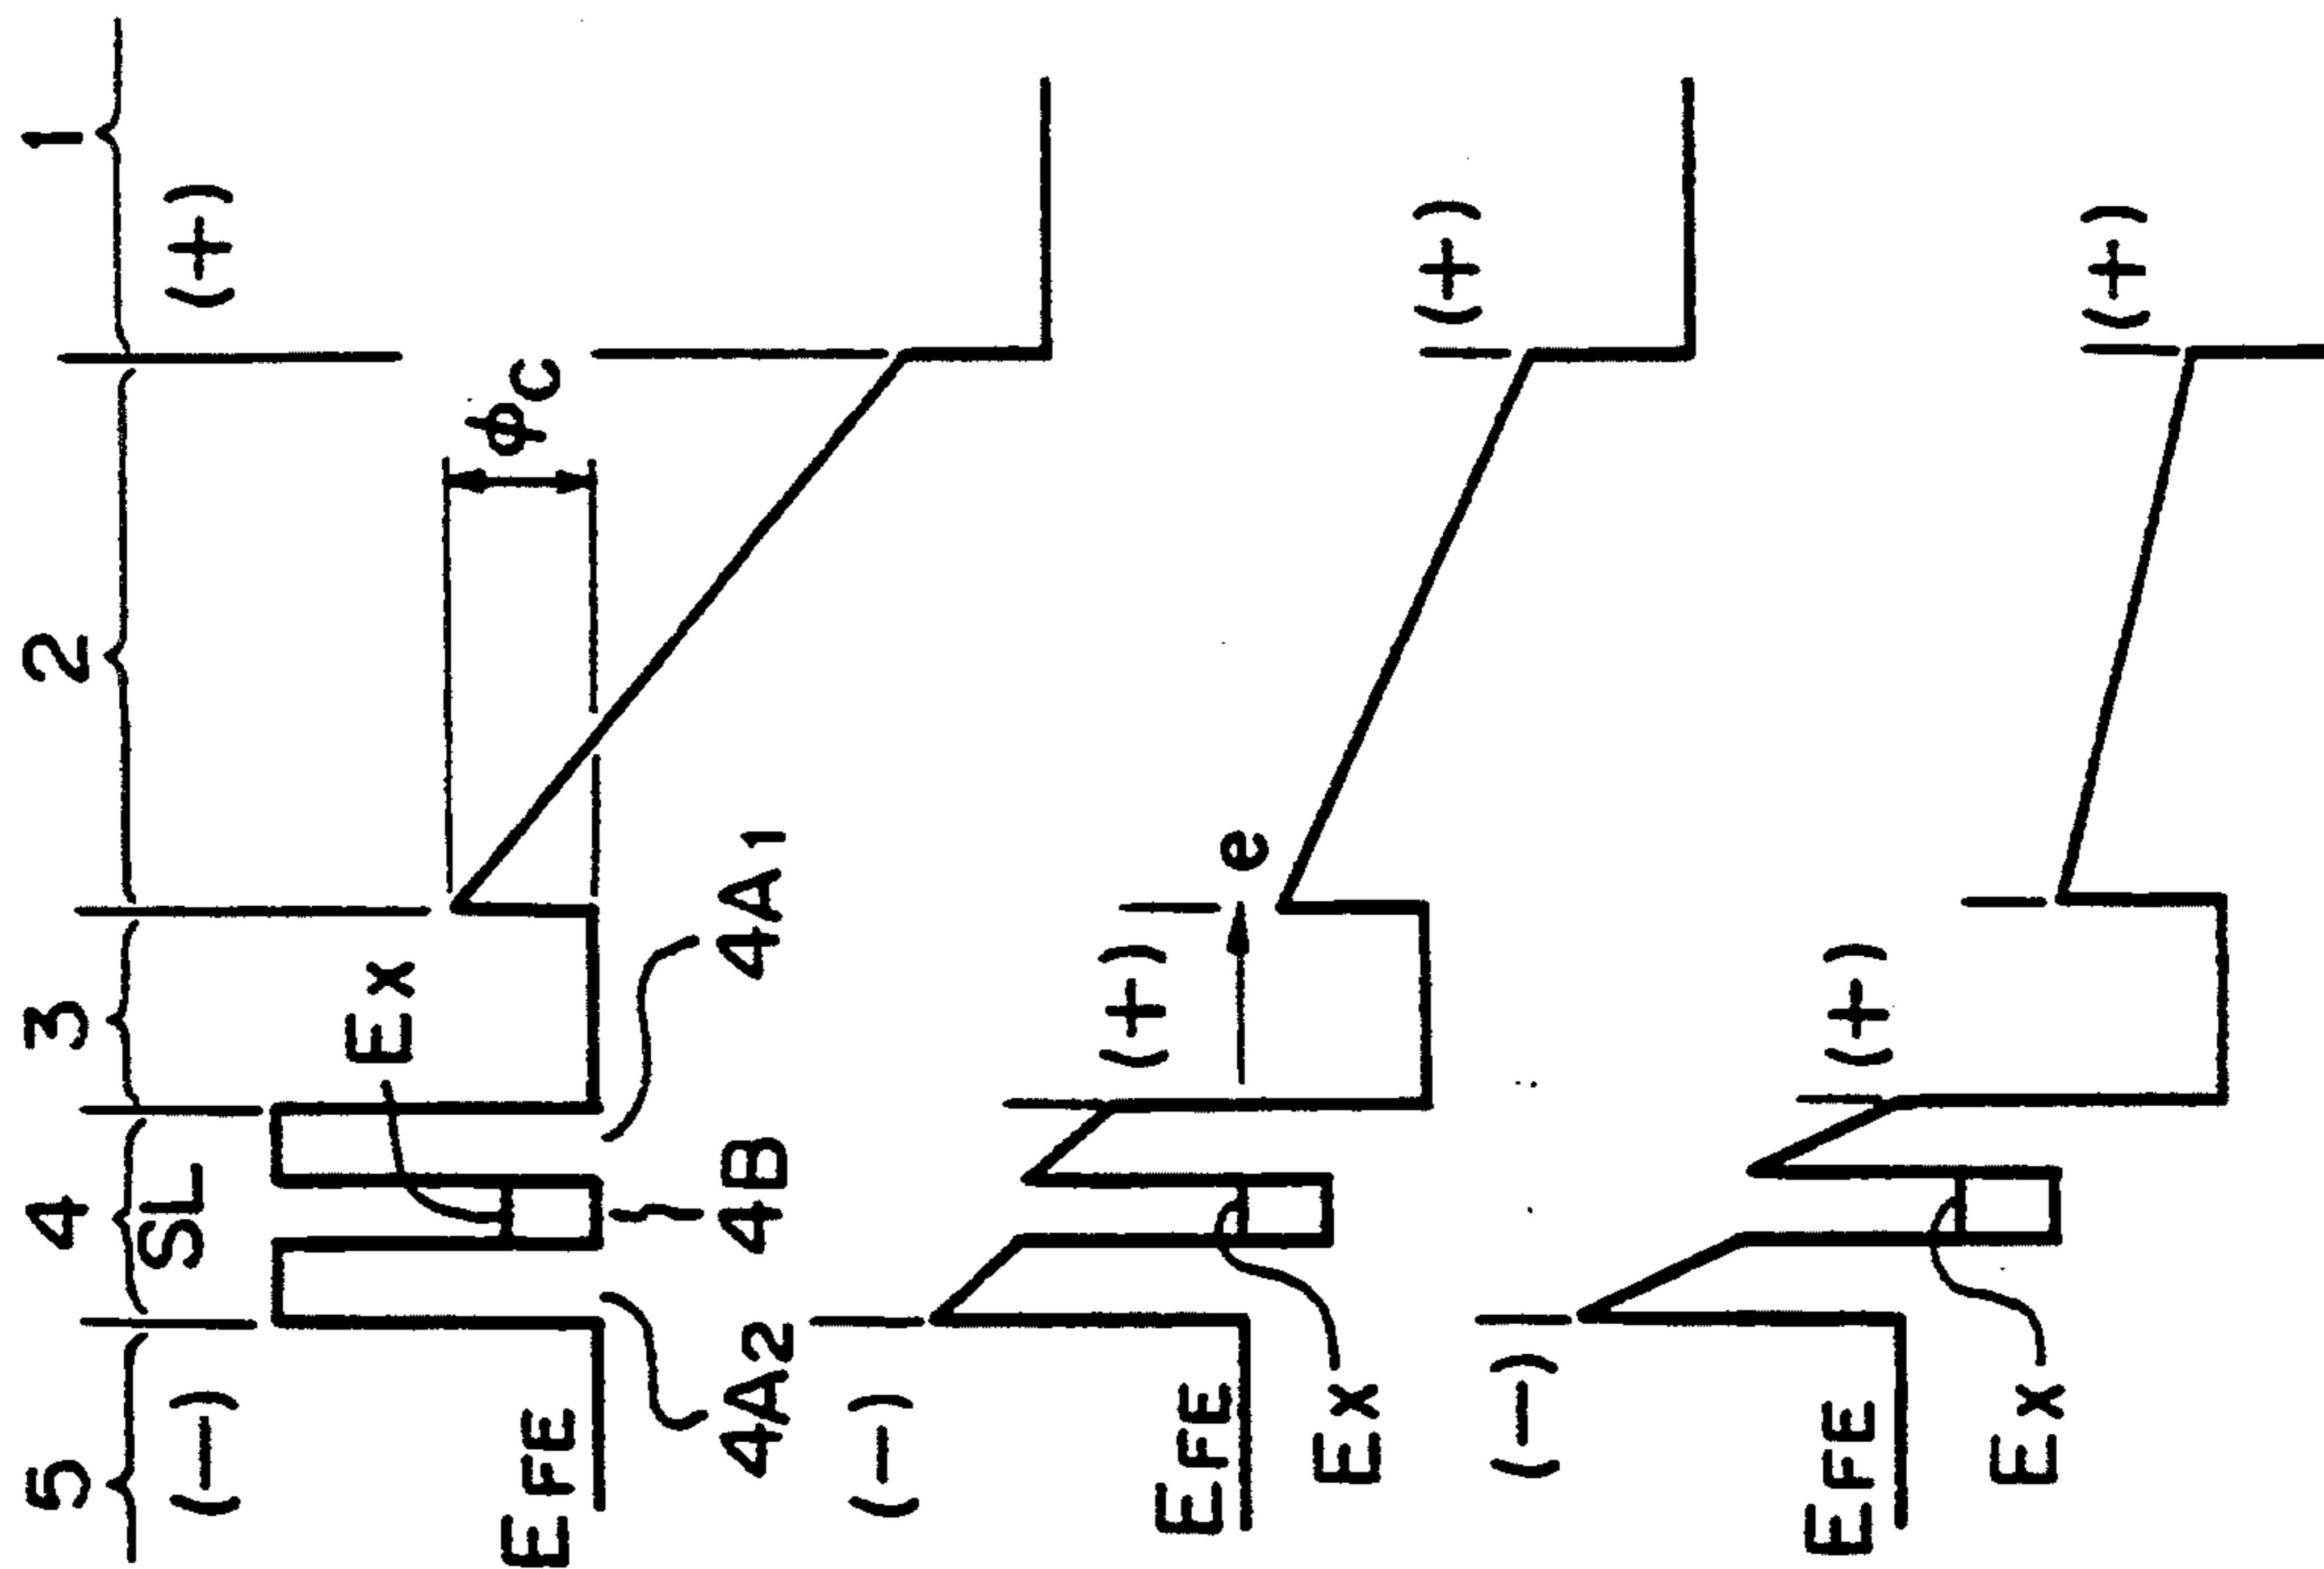 5 4 3 2 1
(−) SL (+)
Ex
EFE φC
4A2 4B 4A1
(−) (+)
EFE e
Ex (+)
(−)
EFE (+)
Ex (+)